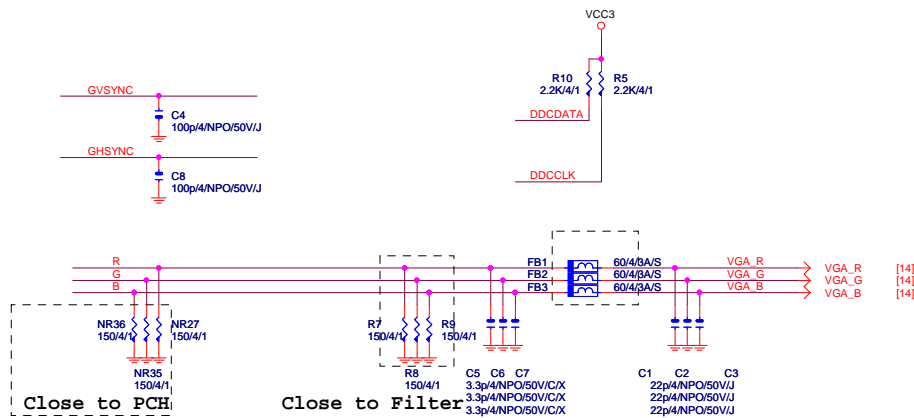 VCC3
R10 R5
2.2K/4/1 2.2K/4/1
GVSYNC
C4
100p/4/NPO/50V/J
DDCDATA
GHSYNC
C8
100p/4/NPO/50V/J
DDCCLK
R FB1 60/4/3A/S VGA_R VGA_R [14]
G FB2 60/4/3A/S VGA_G VGA_G [14]
B FB3 60/4/3A/S VGA_B VGA_B [14]
NR36 NR27 R7 R9
150/4/1 150/4/1 150/4/1 150/4/1
NR35 R8 C5 C6 C7 C1 C2 C3
150/4/1 150/4/1 3.3p/4/NPO/50V/C/X 22p/4/NPO/50V/J
3.3p/4/NPO/50V/C/X 22p/4/NPO/50V/J
Close to PCH Close to Filter 3.3p/4/NPO/50V/C/X 22p/4/NPO/50V/J